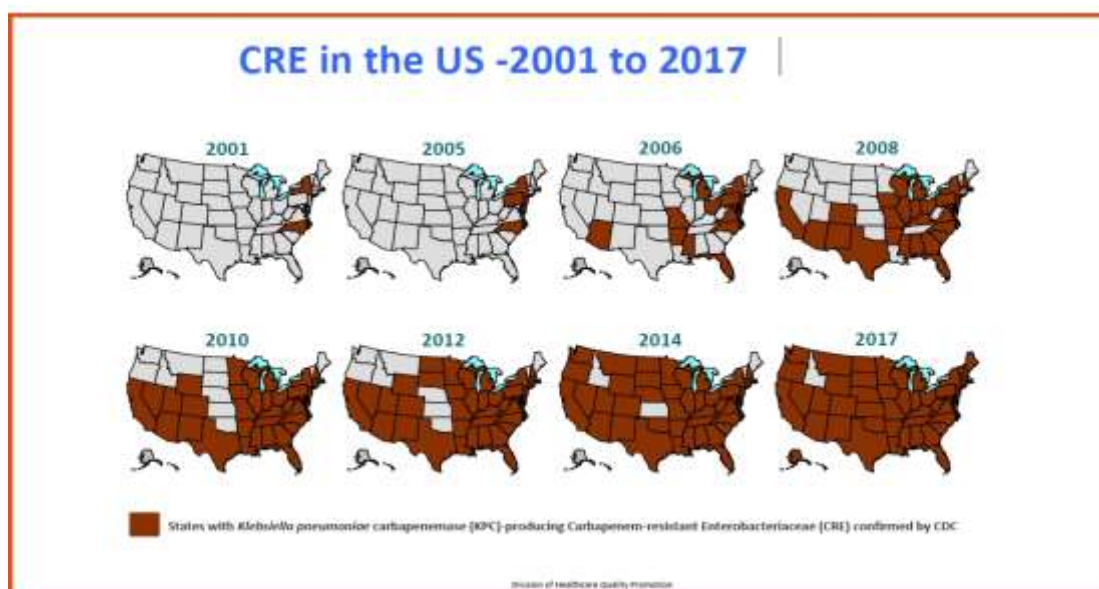 CRE in the US -2001 to 2017
2001
2005
2006
2008
2010
2012
2014
2017
States with Klebsiella pneumoniae carbapenemase (KPC)-producing Carbapenem-resistant Enterobacteriaceae (CRE) confirmed by CDC
Division of Healthcare Quality Promotion